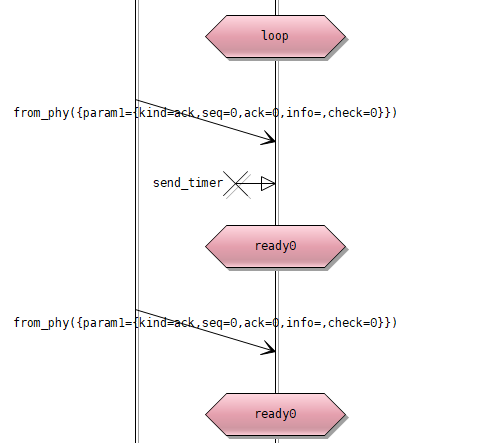 loop
from_phy({param1={kind=ack,seq=0,ack=0,info=,check=0}})
send_timer
ready0
from_phy({param1={kind=ack,seq=0,ack=0,info=,check=0}})
ready0